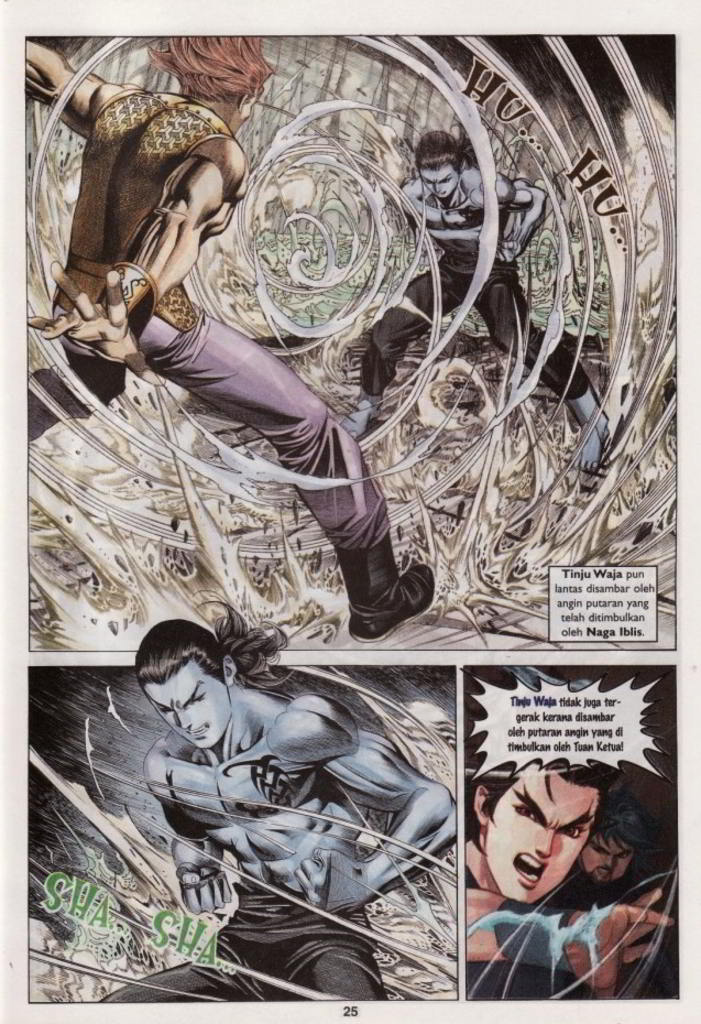 HU...
HU...
Tinju Waja pun
lantas disambar oleh
angin putaran yang
telah ditimbulkan
oleh Naga Iblis.
SHA...
SHA...
Tinju Waja tidak juga ter-
gerak kerana disambar
oleh putaran angin yang di
timbulkan oleh Tuan Ketua!
25